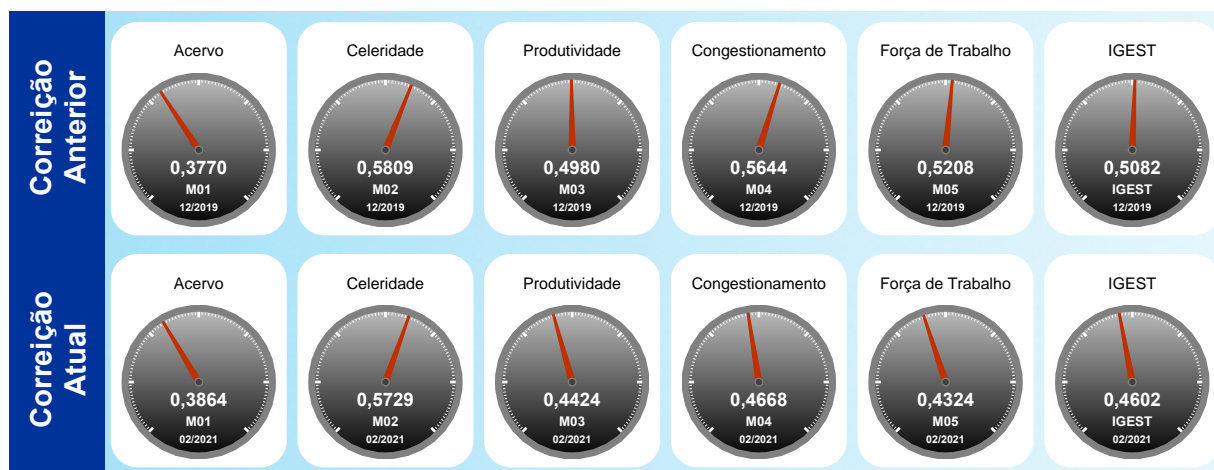 Correição
Anterior
Acervo
0,3770
M01
12/2019
Celeridade
0,5809
M02
12/2019
Produtividade
0,4980
M03
12/2019
Congestionamento
0,5644
M04
12/2019
Força de Trabalho
0,5208
M05
12/2019
IGEST
0,5082
IGEST
12/2019
Correição
Atual
Acervo
0,3864
M01
02/2021
Celeridade
0,5729
M02
02/2021
Produtividade
0,4424
M03
02/2021
Congestionamento
0,4668
M04
02/2021
Força de Trabalho
0,4324
M05
02/2021
IGEST
0,4602
IGEST
02/2021